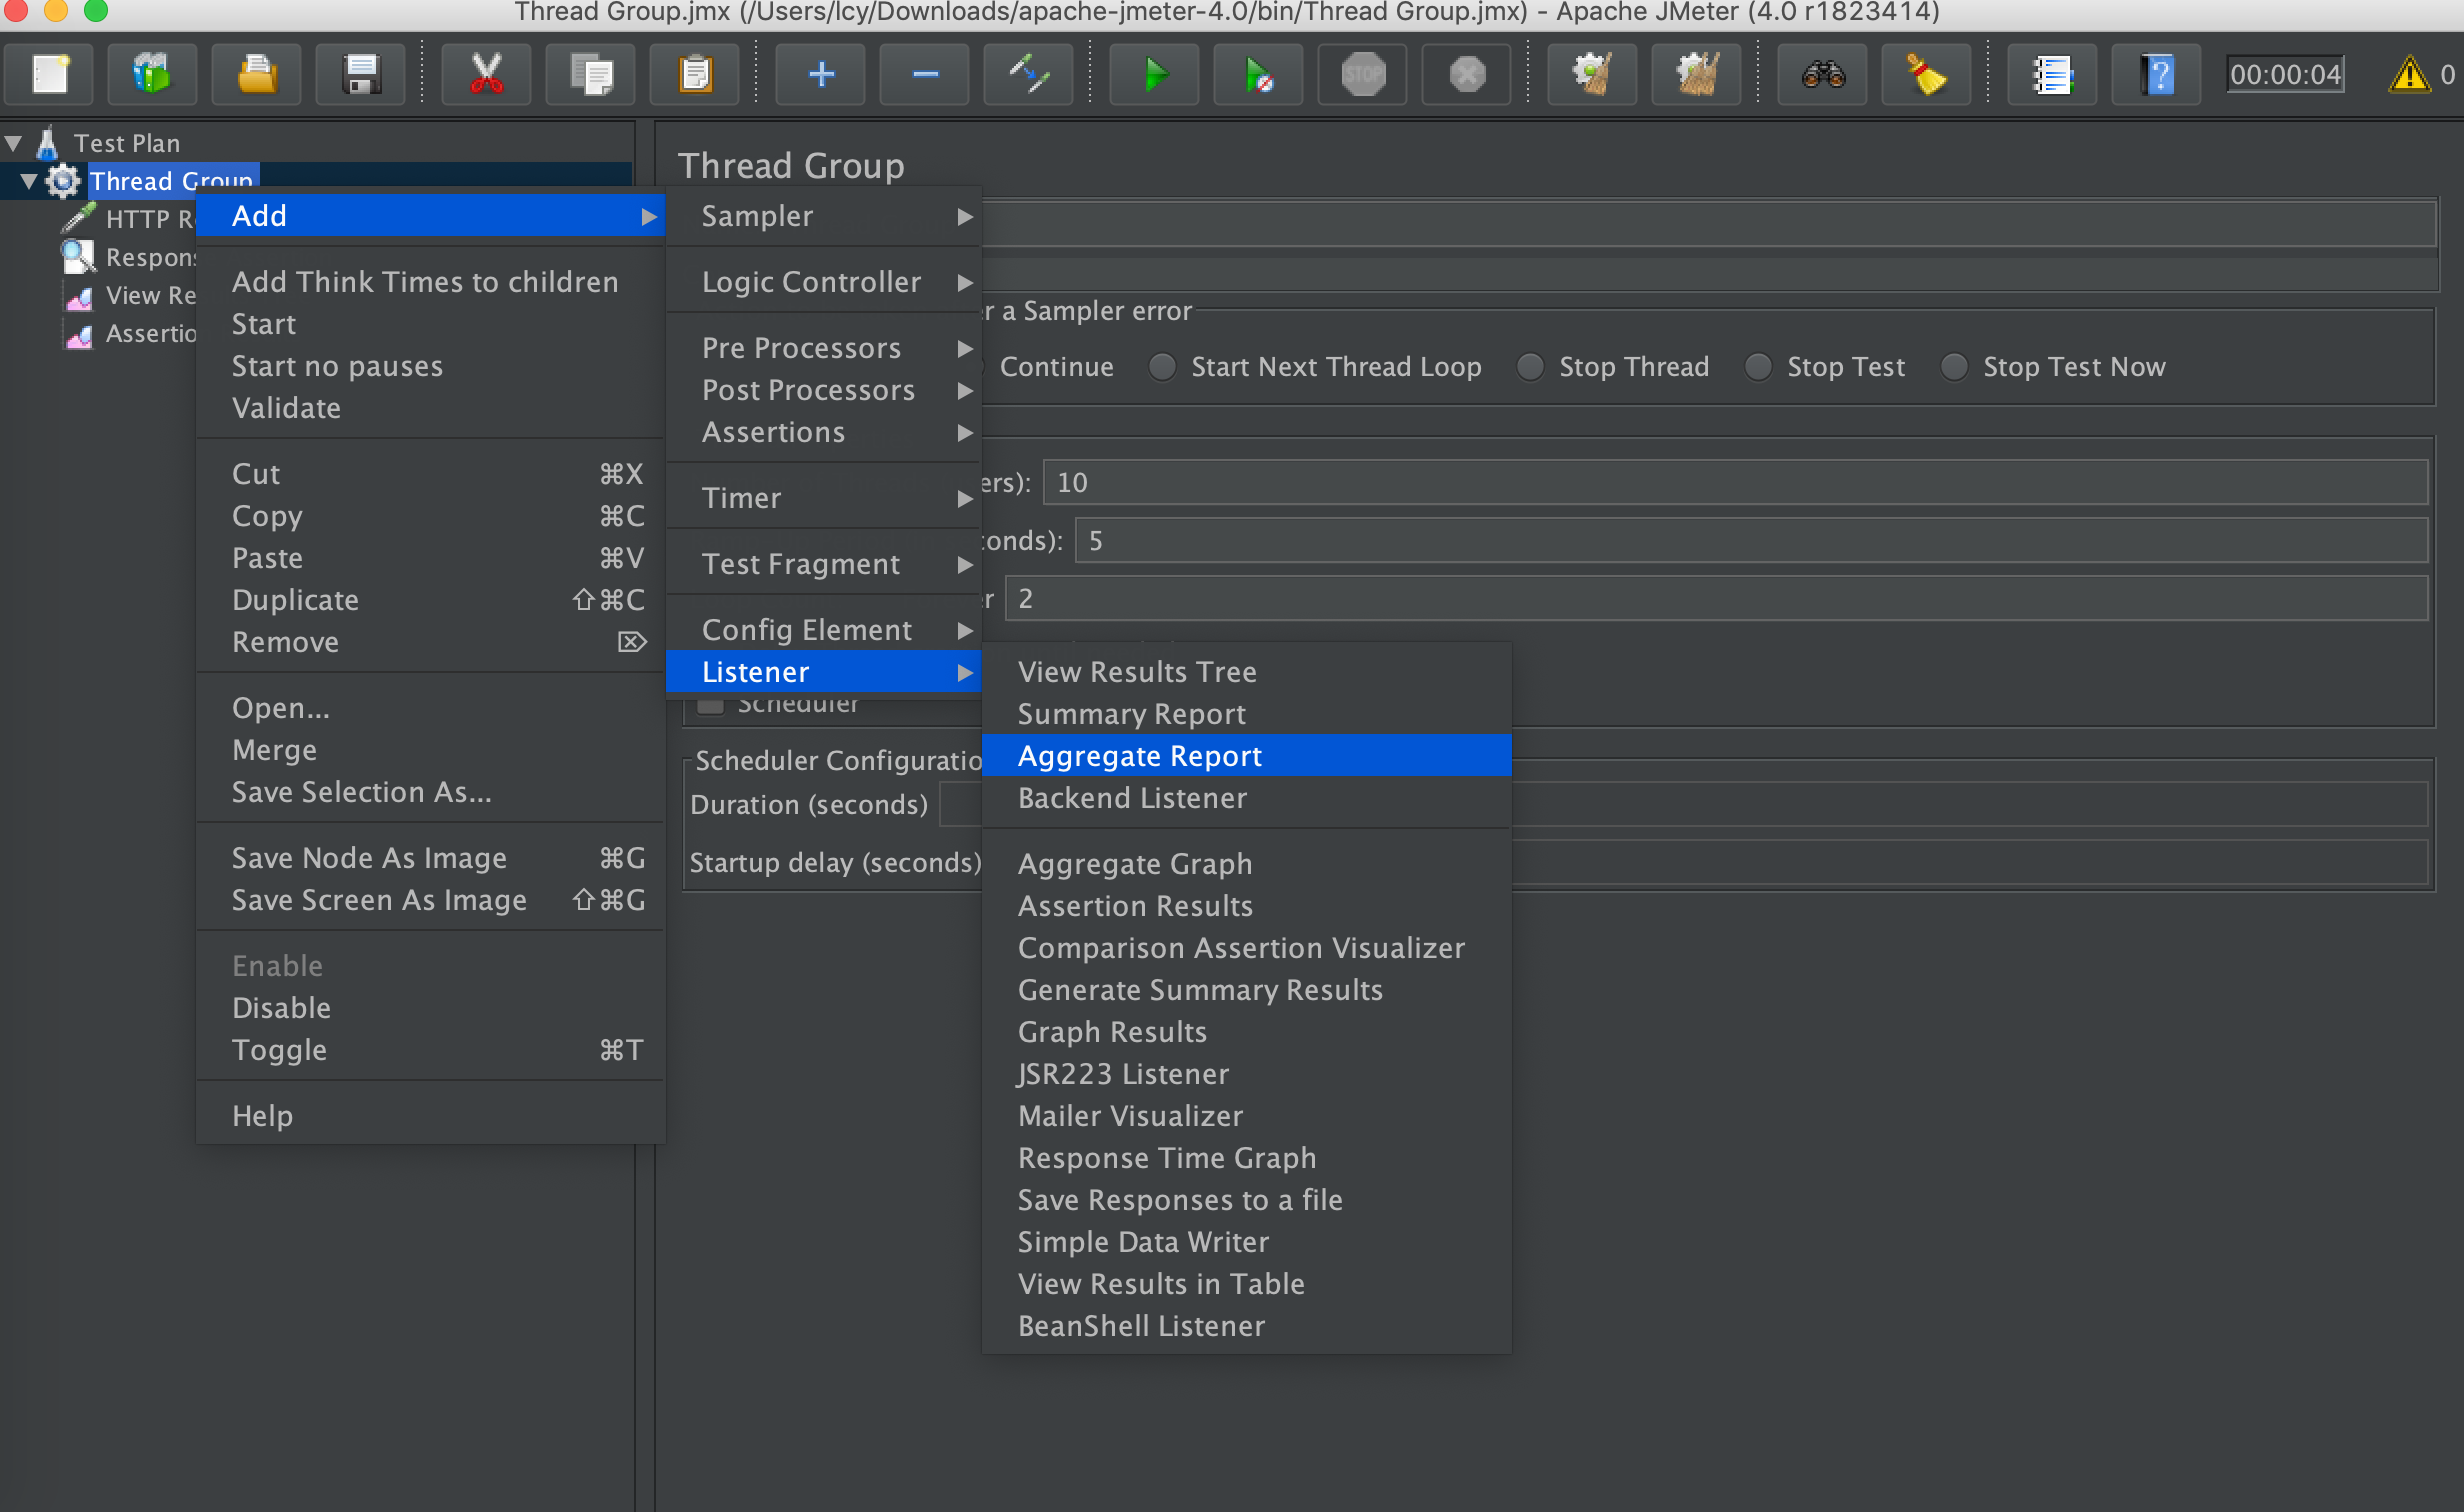 Thread Group.jmx (/Users/lcy/Downloads/apache-jmeter-4.0/bin/Thread Group.jmx) - Apache JMeter (4.0 r1823414)
STOP
00:00:04
0
Test Plan
Thread Group
HTTP
View
Thread Group
a Sampler error
Continue
Start Next Thread Loop
Stop Thread
Stop Test
Stop Test Now
10
5
2
Scheduler
Scheduler
Duration (seconds)
Startup delay (seconds)
Add
Add Think Times to children
Start
Start no pauses
Validate
Cut ⌘X
Copy ⌘C
Paste ⌘V
Duplicate ⇧⌘C
Remove ⌦
Open...
Merge
Save Selection As...
Save Node As Image ⌘G
Save Screen As Image ⇧⌘G
Enable
Disable
Toggle ⌘T
Help
Sampler
Logic Controller
Pre Processors
Post Processors
Assertions
Timer
Test Fragment
Config Element
Listener
View Results Tree
Summary Report
Aggregate Report
Backend Listener
Aggregate Graph
Assertion Results
Comparison Assertion Visualizer
Generate Summary Results
Graph Results
JSR223 Listener
Mailer Visualizer
Response Time Graph
Save Responses to a file
Simple Data Writer
View Results in Table
BeanShell Listener